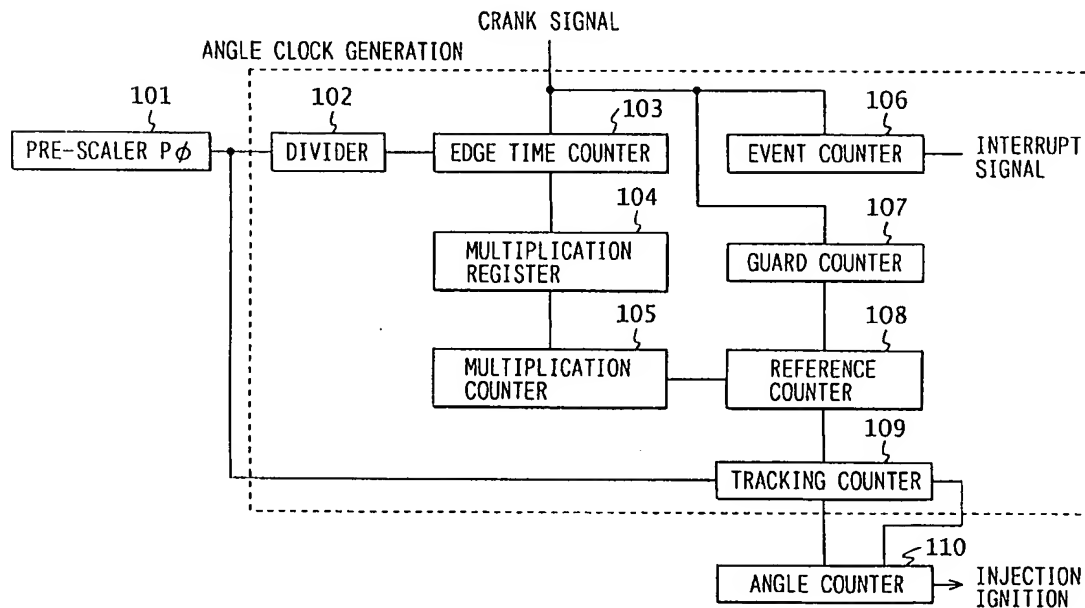 CRANK SIGNAL
ANGLE CLOCK GENERATION
101
102
103
106
PRE-SCALER Pϕ
DIVIDER
EDGE TIME COUNTER
EVENT COUNTER
INTERRUPT
SIGNAL
104
107
MULTIPLICATION
REGISTER
GUARD COUNTER
105
108
MULTIPLICATION
COUNTER
REFERENCE
COUNTER
109
TRACKING COUNTER
110
ANGLE COUNTER
INJECTION
IGNITION